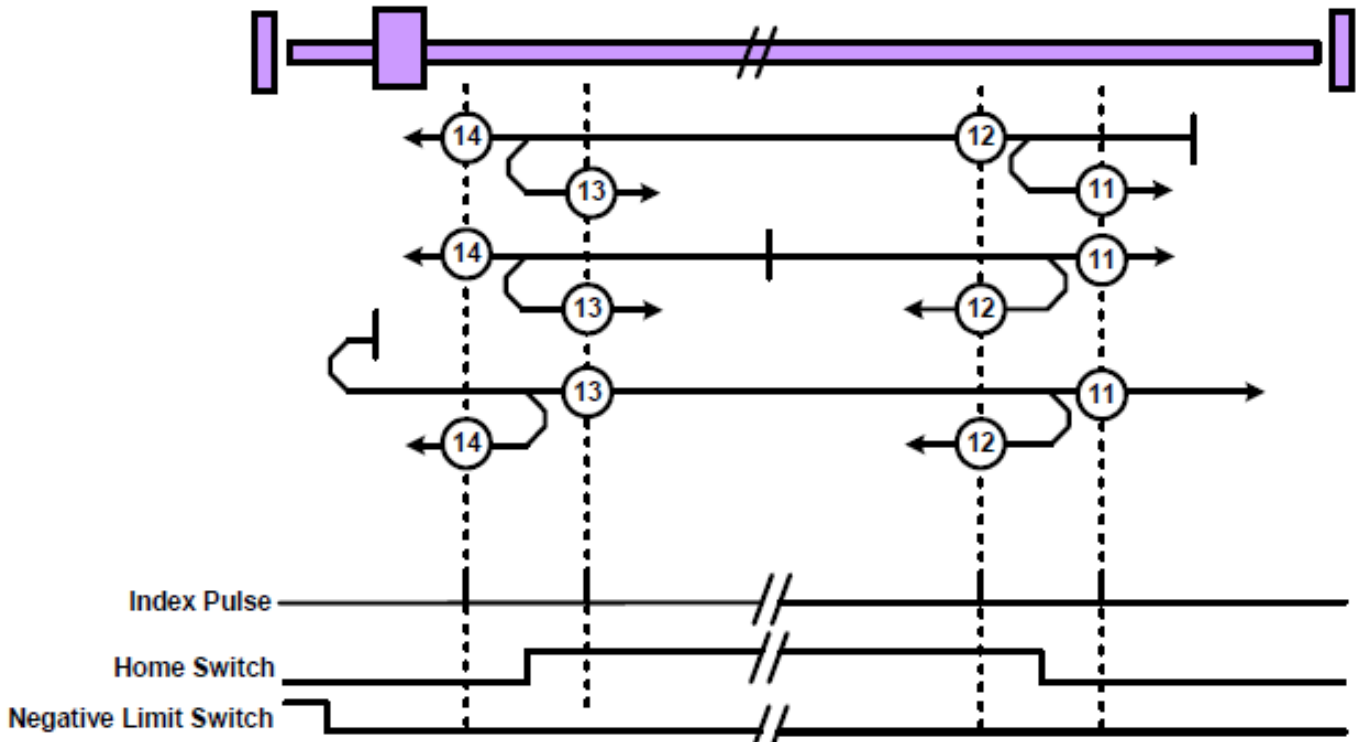 14 12
13 11
14 11
13 12
13 11
14 12
Index Pulse
Home Switch
Negative Limit Switch